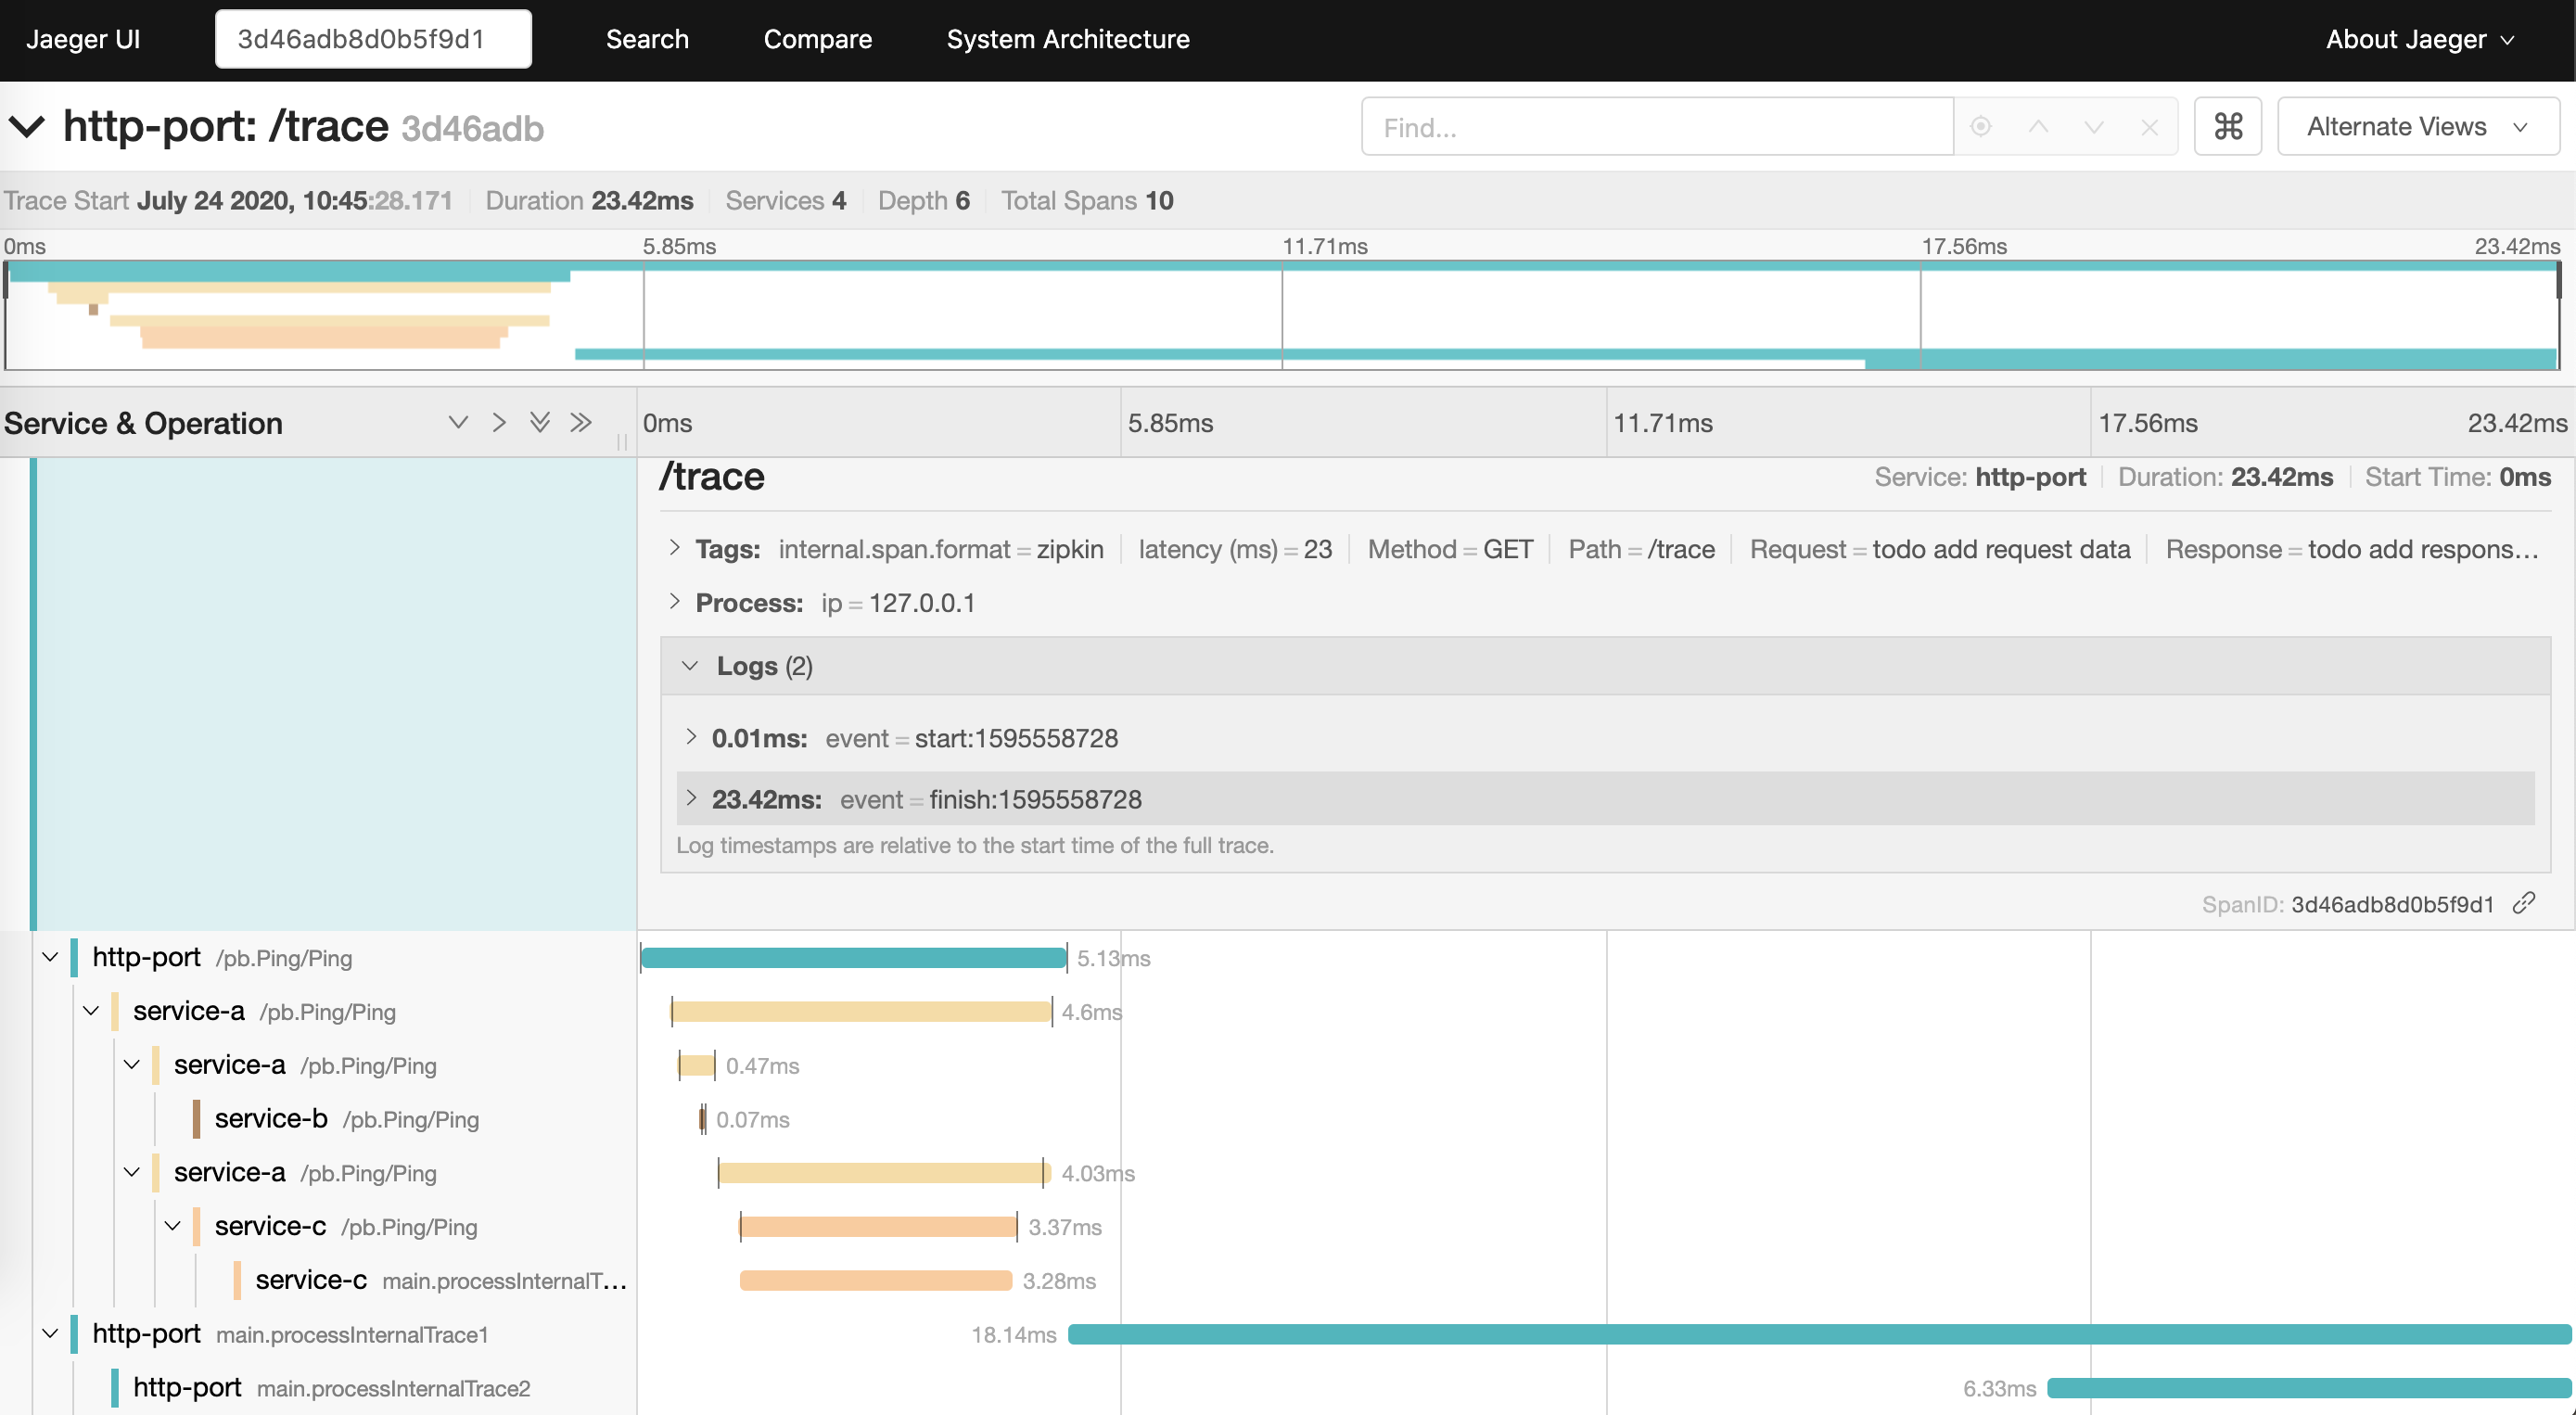 Jaeger UI 3d46adb8d0b5f9d1 Search Compare System Architecture About Jaeger
http-port: /trace 3d46adb Find... ⌘ Alternate Views
Trace Start July 24 2020, 10:45:28.171 Duration 23.42ms Services 4 Depth 6 Total Spans 10
0ms 5.85ms 11.71ms 17.56ms 23.42ms
Service & Operation 0ms 5.85ms 11.71ms 17.56ms 23.42ms
/trace Service: http-port Duration: 23.42ms Start Time: 0ms
Tags: internal.span.format = zipkin latency (ms) = 23 Method = GET Path = /trace Request = todo add request data Response = todo add respons...
Process: ip = 127.0.0.1
Logs (2)
0.01ms: event = start:1595558728
23.42ms: event = finish:1595558728
Log timestamps are relative to the start time of the full trace.
SpanID: 3d46adb8d0b5f9d1
http-port /pb.Ping/Ping 5.13ms
service-a /pb.Ping/Ping 4.6ms
service-a /pb.Ping/Ping 0.47ms
service-b /pb.Ping/Ping 0.07ms
service-a /pb.Ping/Ping 4.03ms
service-c /pb.Ping/Ping 3.37ms
service-c main.processInternalT... 3.28ms
http-port main.processInternalTrace1 18.14ms
http-port main.processInternalTrace2 6.33ms